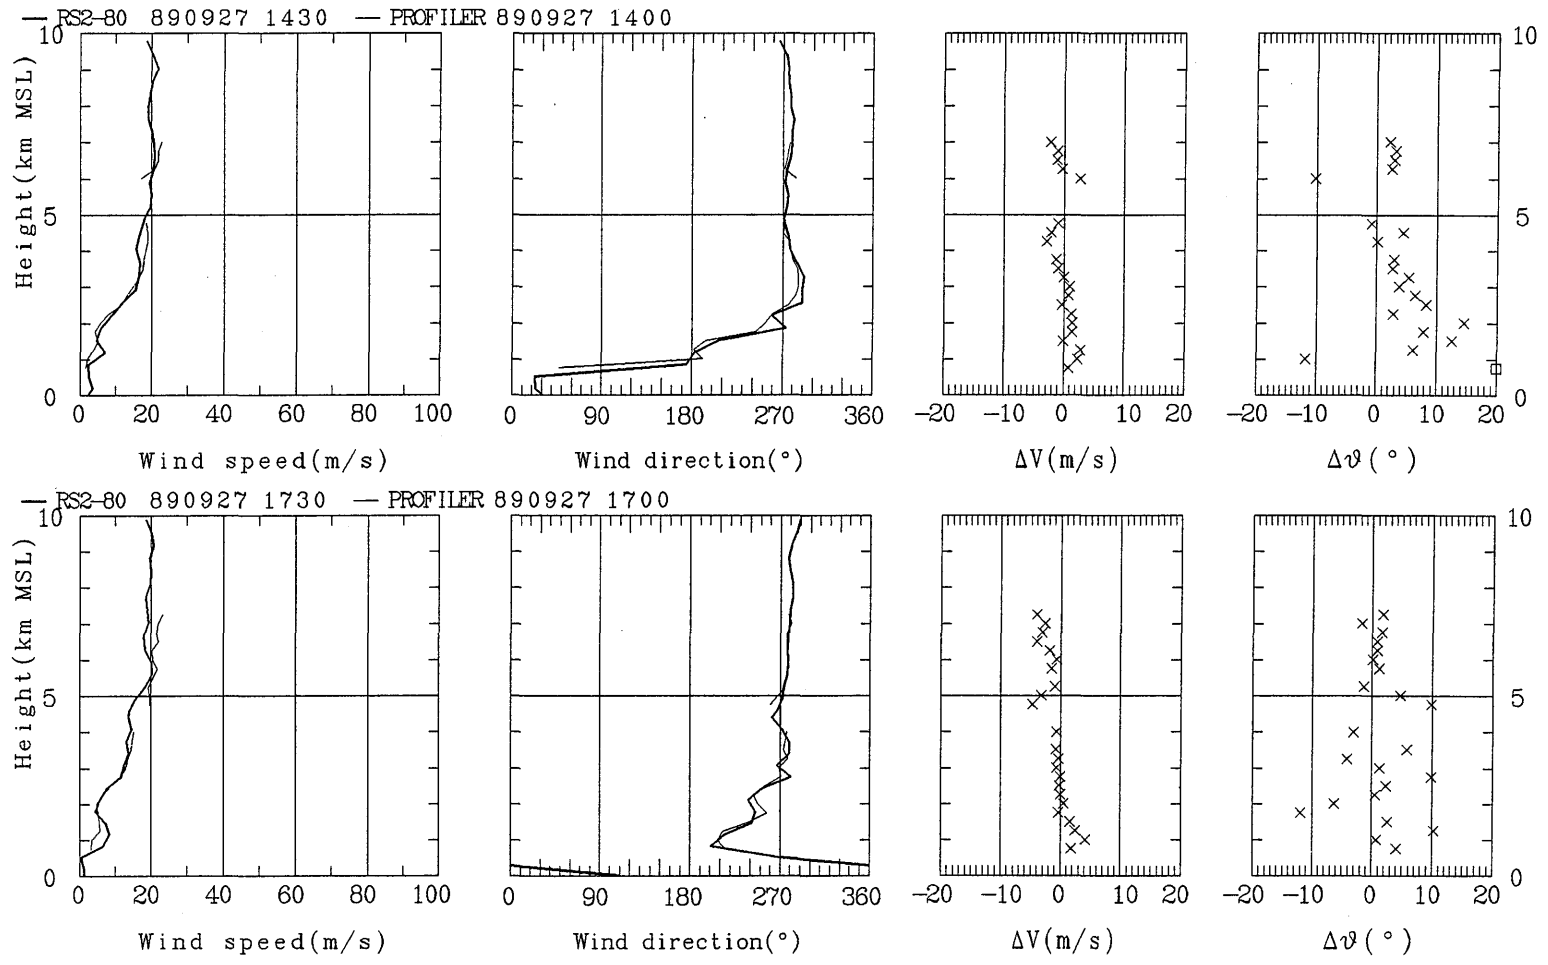 — RS2-80 890927 1430 — PROFILER 890927 1400
Height(km MSL)
10
5
0
0 20 40 60 80 100
Wind speed(m/s)
0 90 180 270 360
Wind direction(°)
-20 -10 0 10 20
ΔV(m/s)
-20 -10 0 10 20
Δϑ(°)
10
5
0
— RS2-80 890927 1730 — PROFILER 890927 1700
Height(km MSL)
10
5
0
0 20 40 60 80 100
Wind speed(m/s)
0 90 180 270 360
Wind direction(°)
-20 -10 0 10 20
ΔV(m/s)
-20 -10 0 10 20
Δϑ(°)
10
5
0